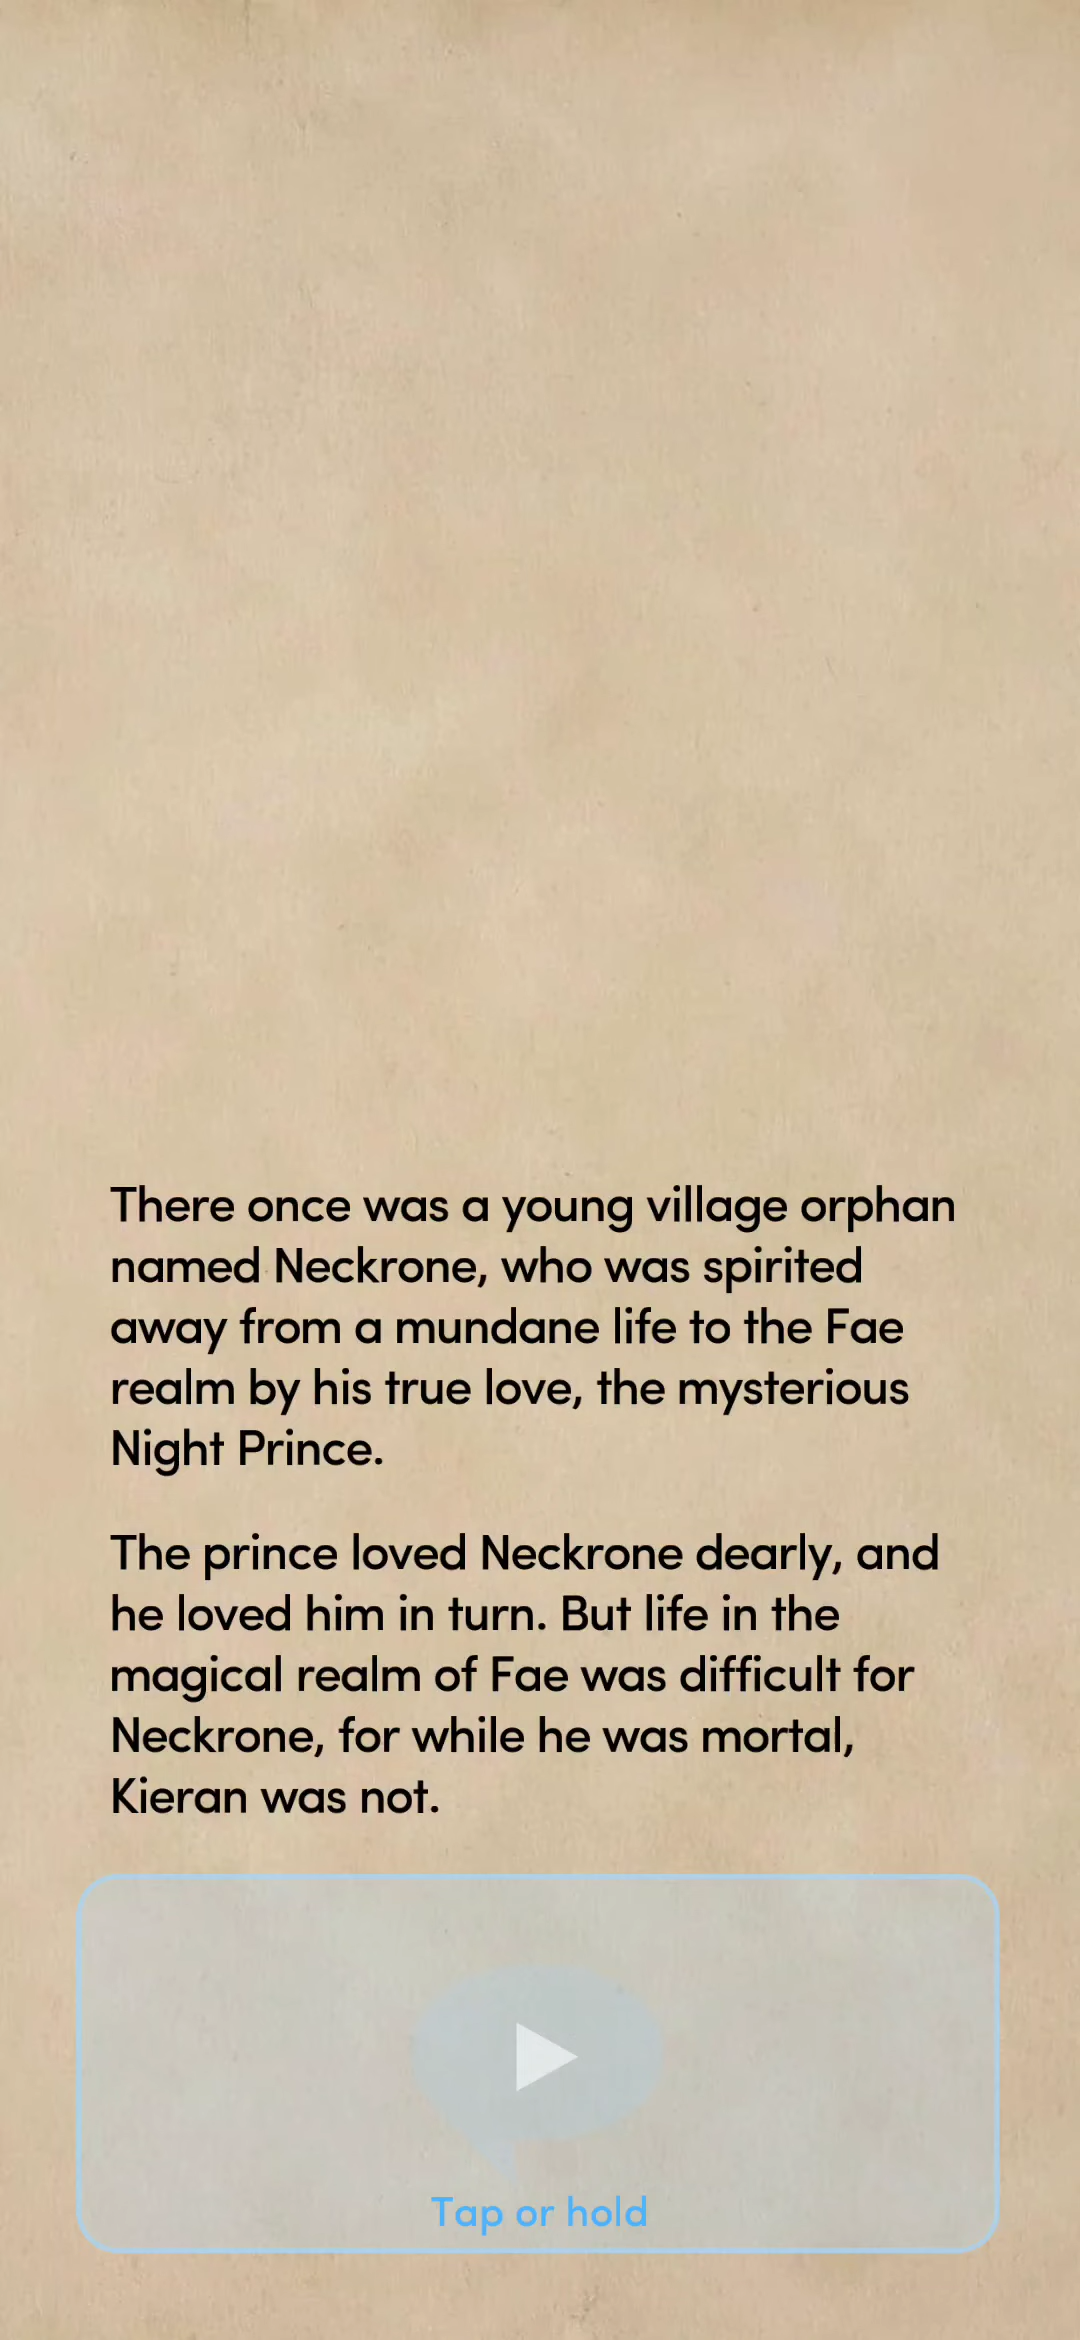 There once was a young village orphan
named Neckrone, who was spirited
away from a mundane life to the Fae
realm by his true love, the mysterious
Night Prince.
The prince loved Neckrone dearly, and
he loved him in turn. But life in the
magical realm of Fae was difficult for
Neckrone, for while he was mortal,
Kieran was not.
Tap or hold